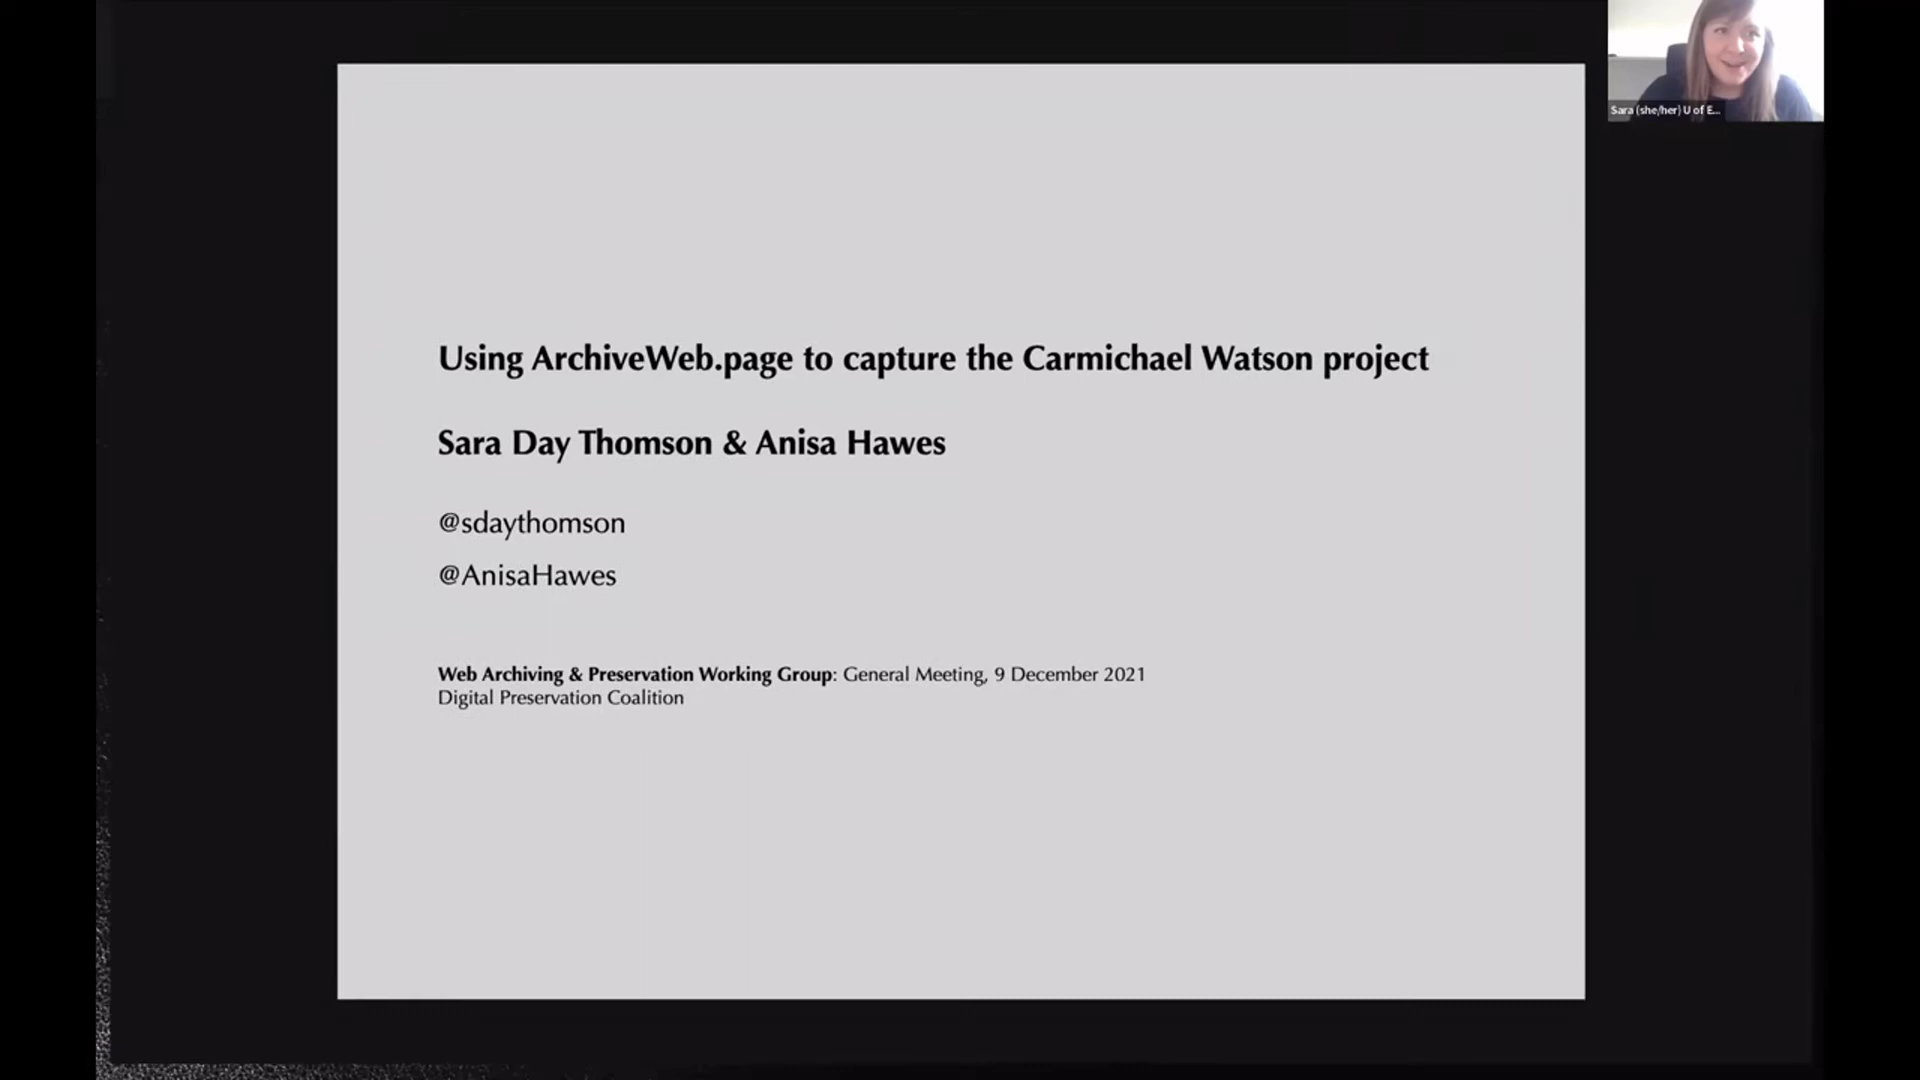 Using ArchiveWeb.page to capture the Carmichael Watson project
Sara Day Thomson & Anisa Hawes
@sdaythomson
@AnisaHawes
Web Archiving & Preservation Working Group: General Meeting, 9 December 2021
Digital Preservation Coalition
Sara (she/her) U of E...